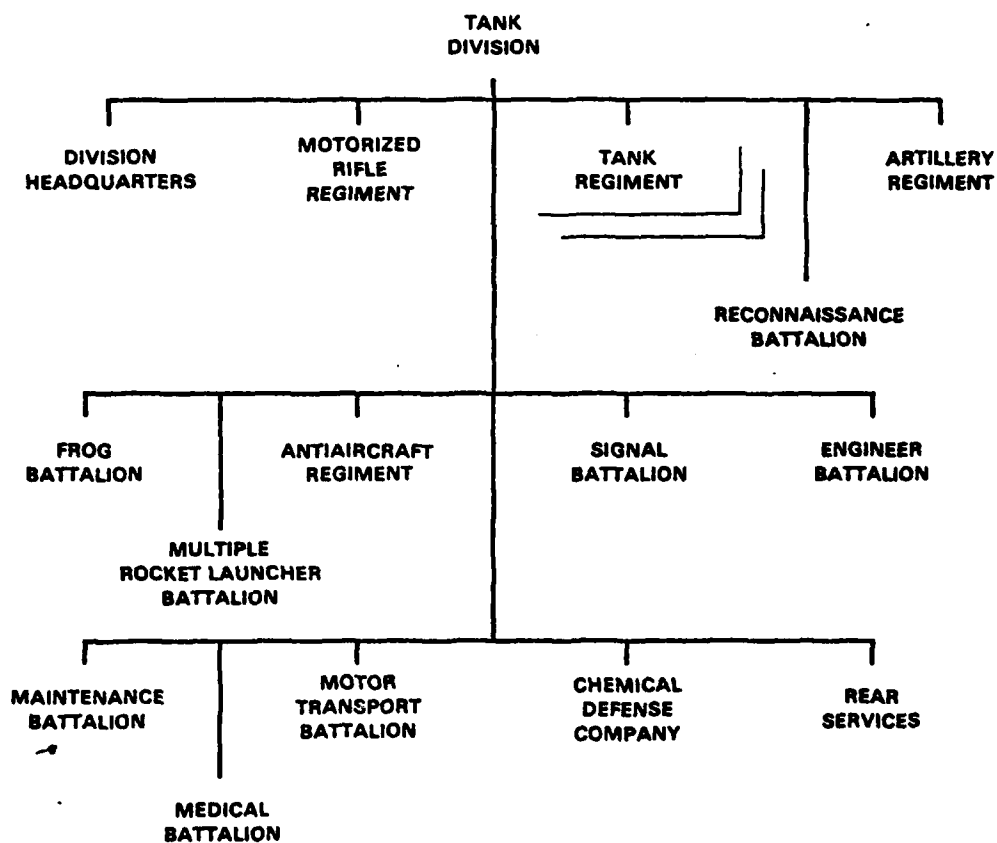 TANK
DIVISION
DIVISION
HEADQUARTERS
MOTORIZED
RIFLE
REGIMENT
TANK
REGIMENT
ARTILLERY
REGIMENT
RECONNAISSANCE
BATTALION
FROG
BATTALION
ANTIAIRCRAFT
REGIMENT
SIGNAL
BATTALION
ENGINEER
BATTALION
MULTIPLE
ROCKET LAUNCHER
BATTALION
MAINTENANCE
BATTALION
MOTOR
TRANSPORT
BATTALION
CHEMICAL
DEFENSE
COMPANY
REAR
SERVICES
MEDICAL
BATTALION